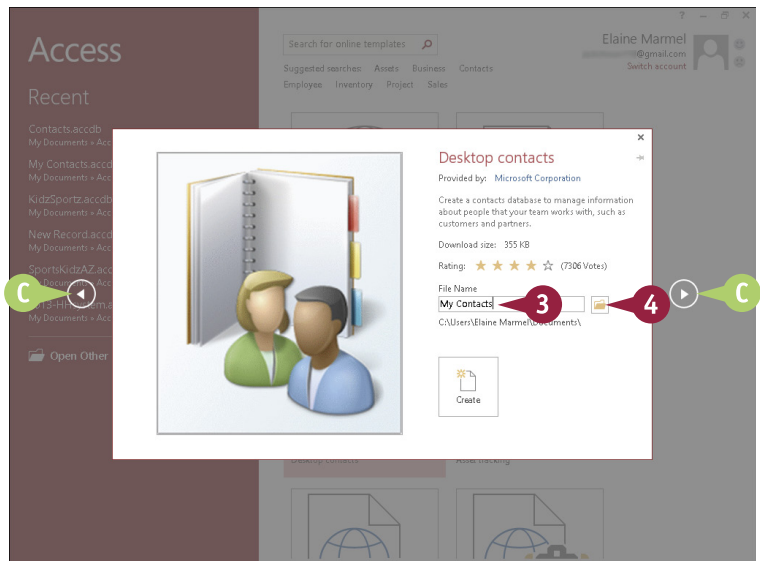 Access
Search for online templates
Suggested searches: Assets Business Contacts
Employee Inventory Project Sales
Elaine Marmel
@gmail.com
Switch account
Recent
Contacts.accdb
My Documents » Acc
My Contacts.accd
My Documents » Acc
KidzSportz.accdb
My Documents » Acc
New Record.accd
My Documents » Acc
SportsKidzAZ.acc
My Documents » Acc
My Documents » Acc
Open Other
Desktop contacts
Provided by: Microsoft Corporation
Create a contacts database to manage information
about people that your team works with, such as
customers and partners.
Download size: 355 KB
Rating: (7306 Votes)
File Name
My Contacts
C:\Users\Elaine Marmel\Documents\
Create
C
3
4
C
Desktop contacts
Asset tracking